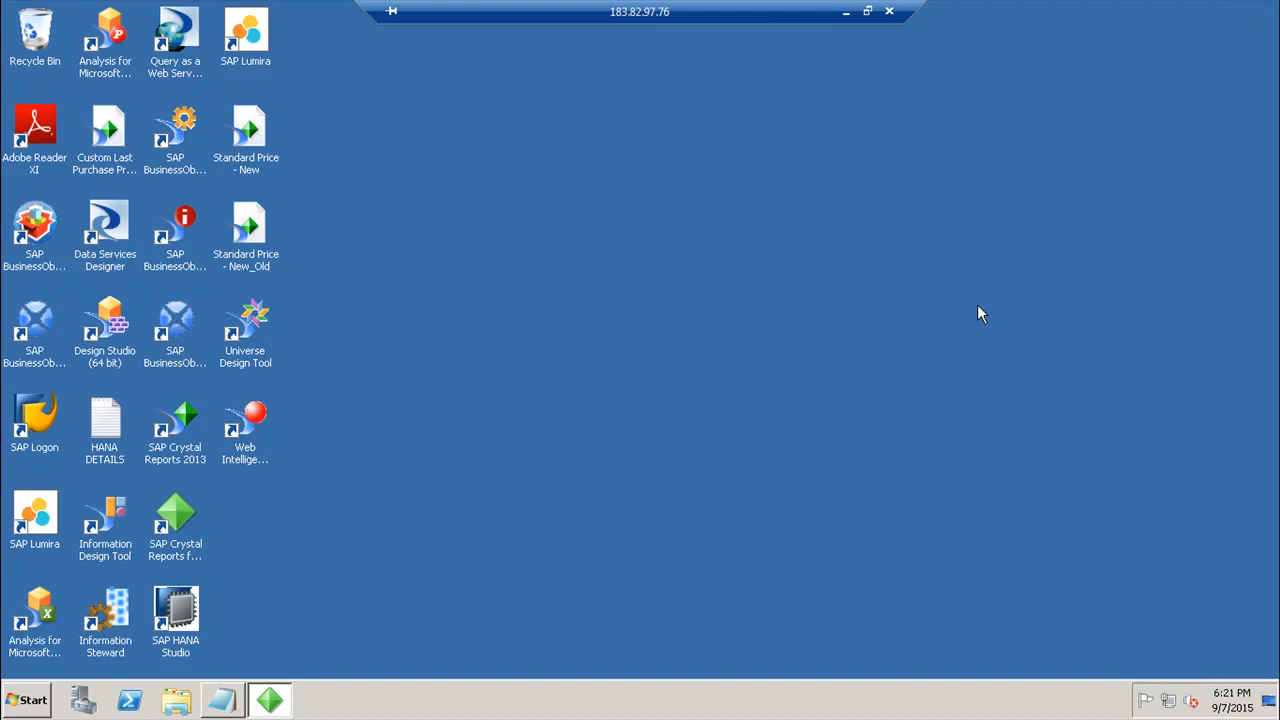 183.82.97.76
Recycle Bin
Analysis for
Microsoft...
Query as a
Web Serv...
SAP Lumira
Adobe Reader
XI
Custom Last
Purchase Pr...
SAP
BusinessOb...
Standard Price
- New
SAP
BusinessOb...
Data Services
Designer
SAP
BusinessOb...
Standard Price
- New_Old
SAP
BusinessOb...
Design Studio
(64 bit)
SAP
BusinessOb...
Universe
Design Tool
SAP Logon
HANA
DETAILS
SAP Crystal
Reports 2013
Web
Intellige...
SAP Lumira
Information
Design Tool
SAP Crystal
Reports f...
Analysis for
Microsoft...
Information
Steward
SAP HANA
Studio
Start
6:21 PM
9/7/2015